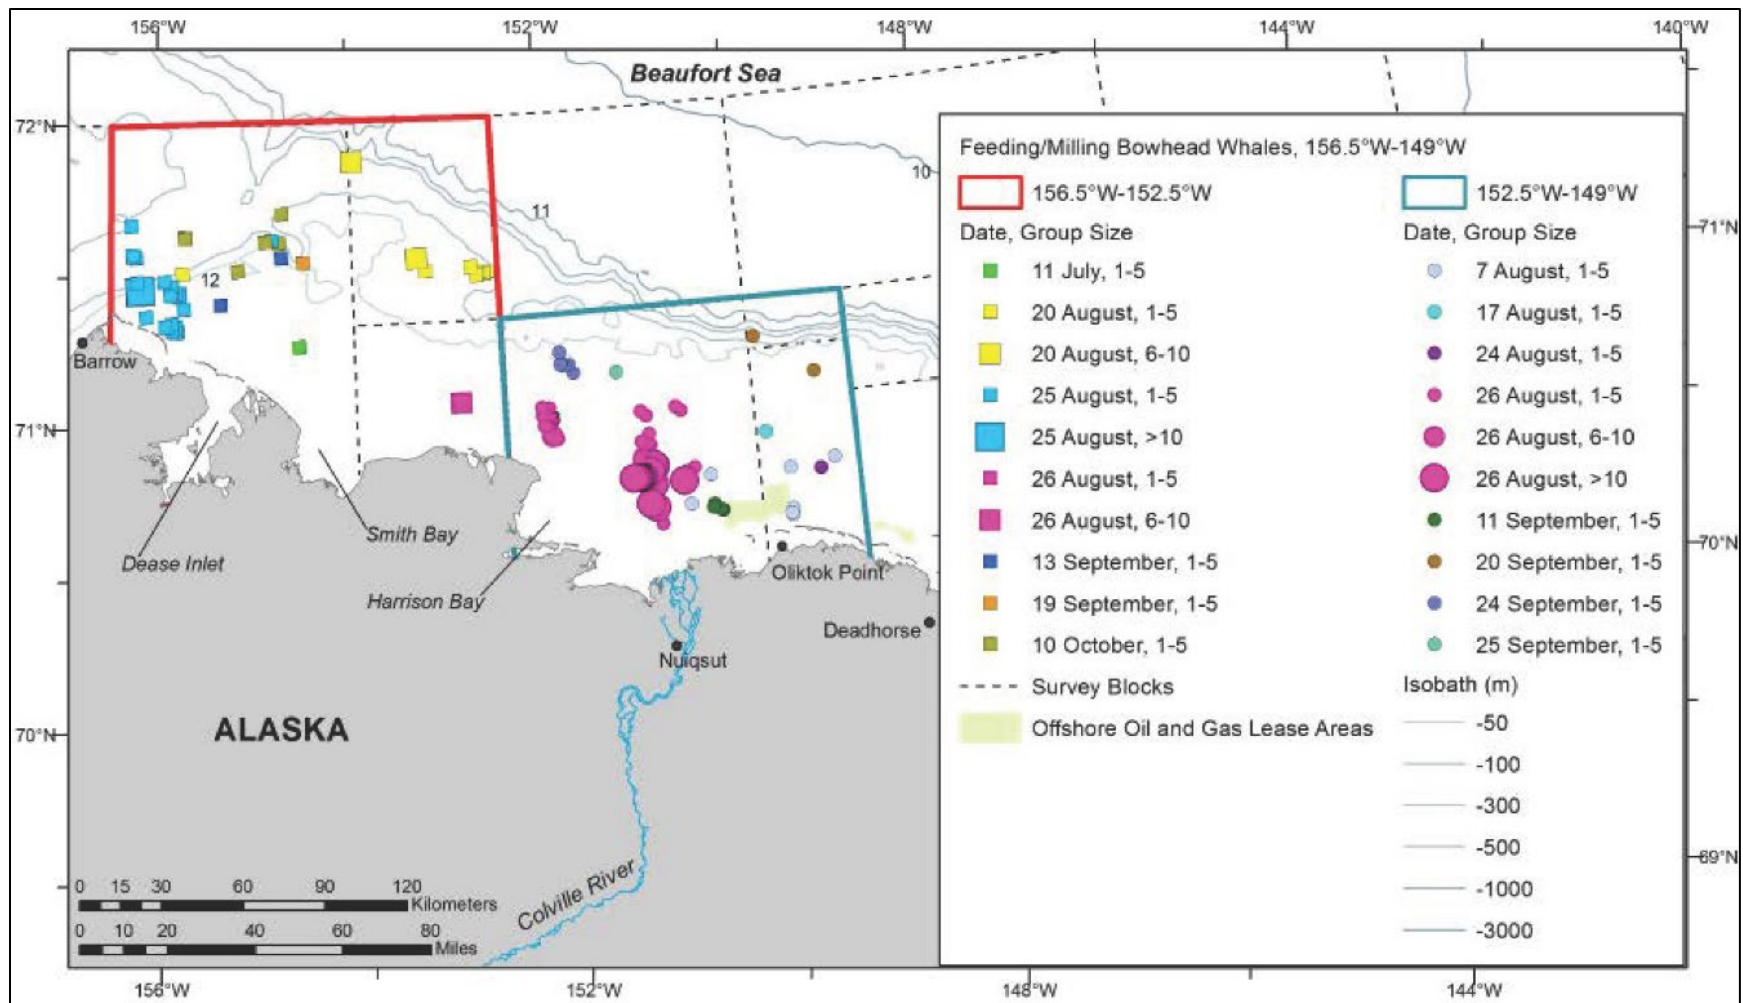 156°W 152°W 148°W 144°W 140°W
Beaufort Sea
72°N
Feeding/Milling Bowhead Whales, 156.5°W-149°W
10
156.5°W-152.5°W 152.5°W-149°W
11
71°N
Date, Group Size Date, Group Size
12
11 July, 1-5 7 August, 1-5
20 August, 1-5 17 August, 1-5
20 August, 6-10 24 August, 1-5
Barrow
25 August, 1-5 26 August, 1-5
71°N
25 August, >10 26 August, 6-10
26 August, 1-5 26 August, >10
26 August, 6-10 11 September, 1-5
Smith Bay
70°N
Dease Inlet
13 September, 1-5 20 September, 1-5
Oliktok Point
Harrison Bay
19 September, 1-5 24 September, 1-5
Deadhorse
10 October, 1-5 25 September, 1-5
Nuiqsut
Survey Blocks Isobath (m)
ALASKA
70°N
Offshore Oil and Gas Lease Areas
-50
-100
-300
-500
69°N
-1000
-3000
Colville River
0 15 30 60 90 120
Kilometers
0 10 20 40 60 80
Miles
156°W 152°W 148°W 144°W